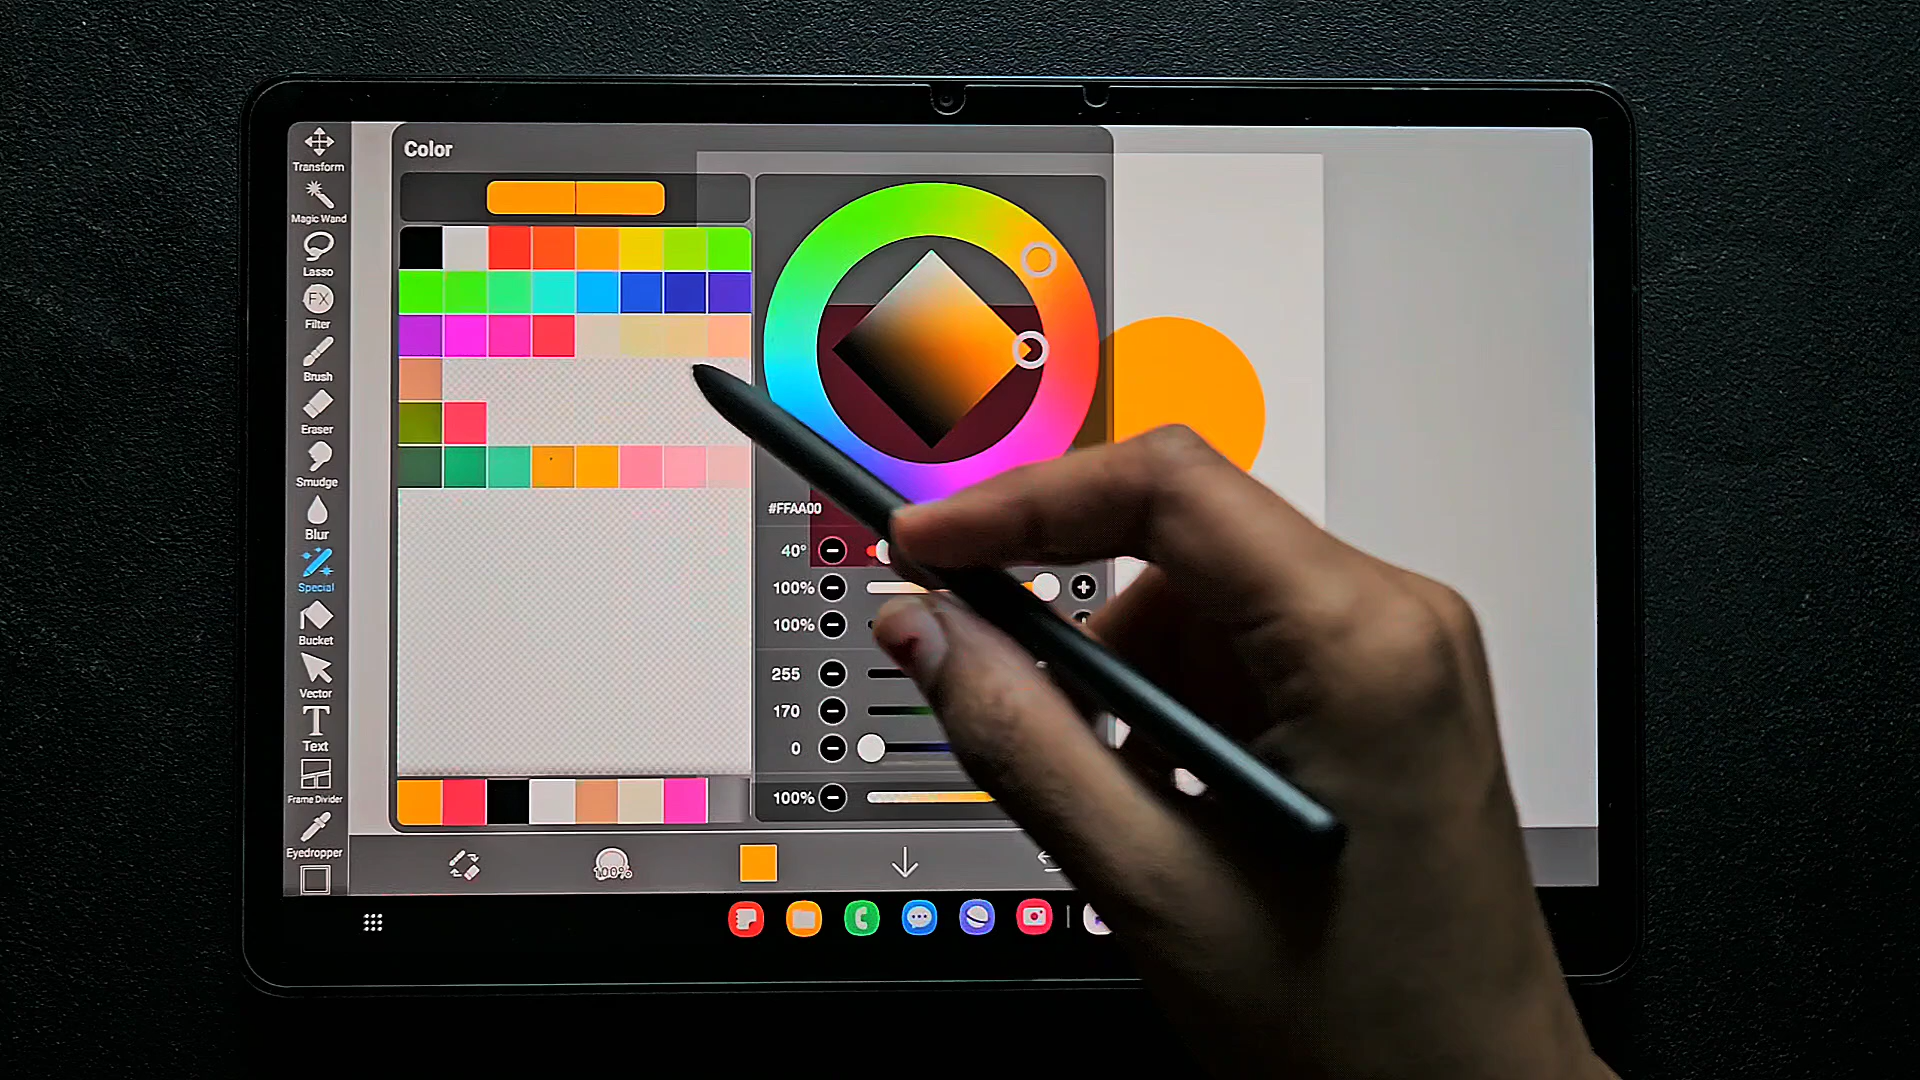 Color
Transform
Magic Wand
Lasso
FX
Filter
Brush
Eraser
Smudge
Blur
Special
Bucket
Vector
T
Text
Frame Divider
Eyedropper
#FFAA00
40°
100%
100%
255
170
0
100%
100%